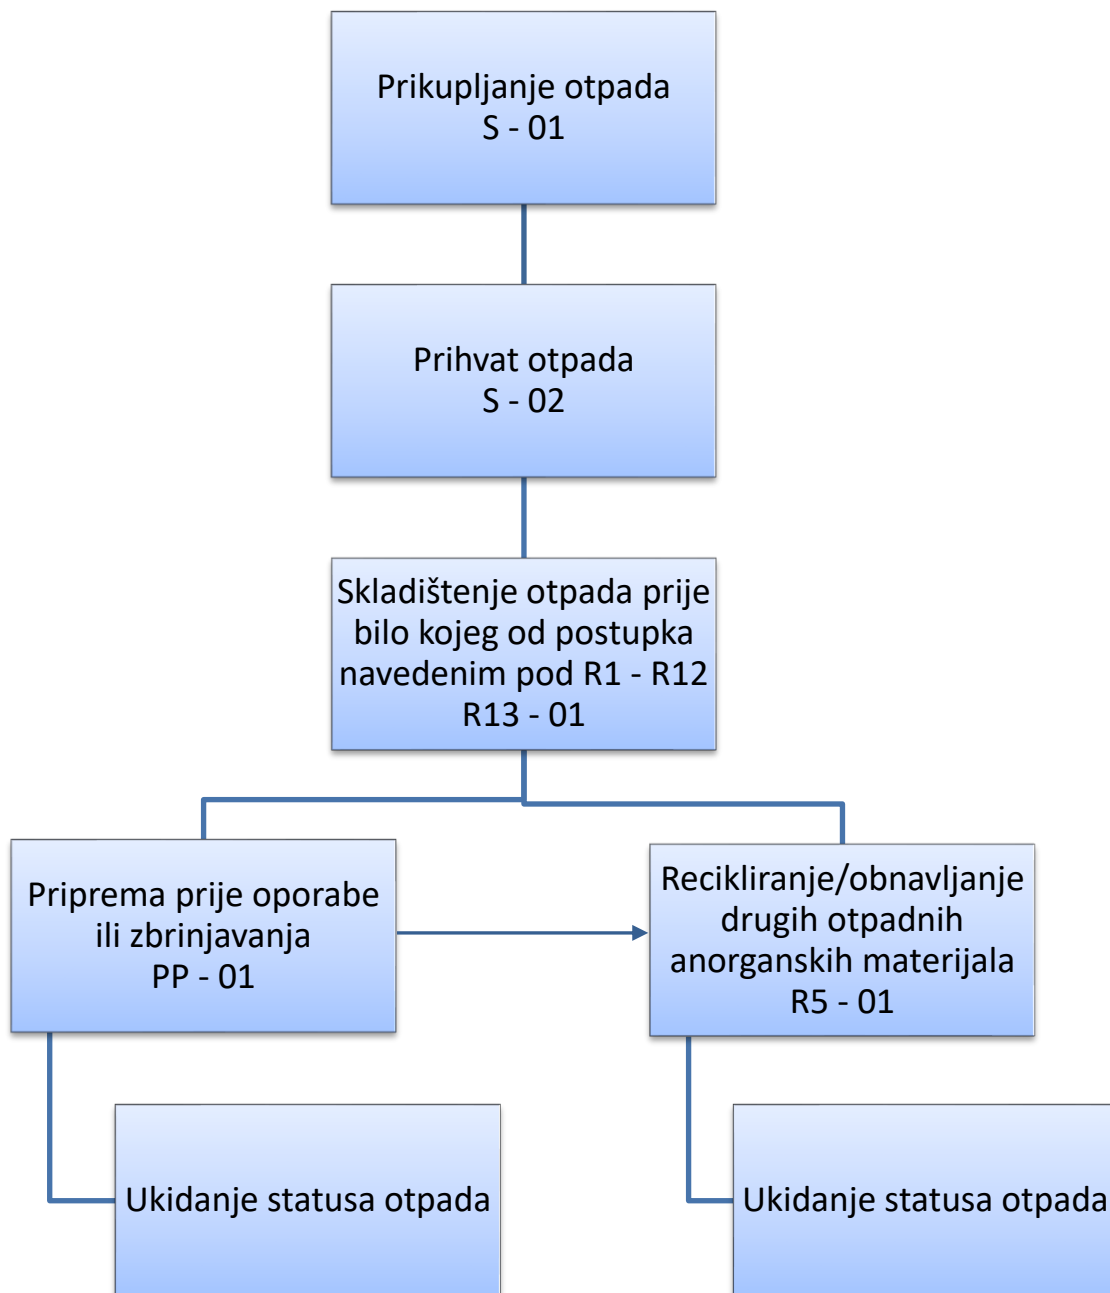 Prikupljanje otpada
S - 01
Prihvat otpada
S - 02
Skladištenje otpada prije
bilo kojeg od postupka
navedenim pod R1 - R12
R13 - 01
Priprema prije oporabe
ili zbrinjavanja
PP - 01
Recikliranje/obnavljanje
drugih otpadnih
anorganskih materijala
R5 - 01
Ukidanje statusa otpada
Ukidanje statusa otpada